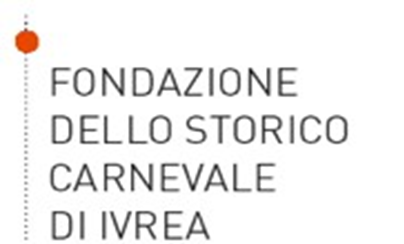 FONDAZIONE
DELLO STORICO
CARNEVALE
DI IVREA